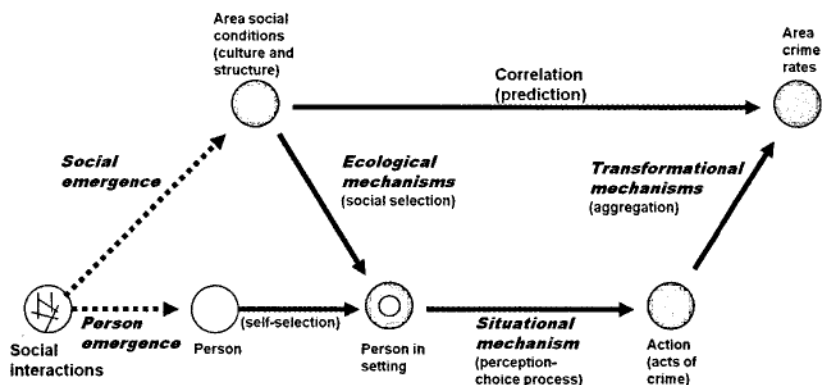 Area social
conditions
(culture and
structure)
Area
crime
rates
Correlation
(prediction)
Social
emergence
Ecological
mechanisms
(social selection)
Transformational
mechanisms
(aggregation)
Social
interactions
Person
emergence
Person
(self-selection)
Person in
setting
Situational
mechanism
(perception-
choice process)
Action
(acts of
crime)